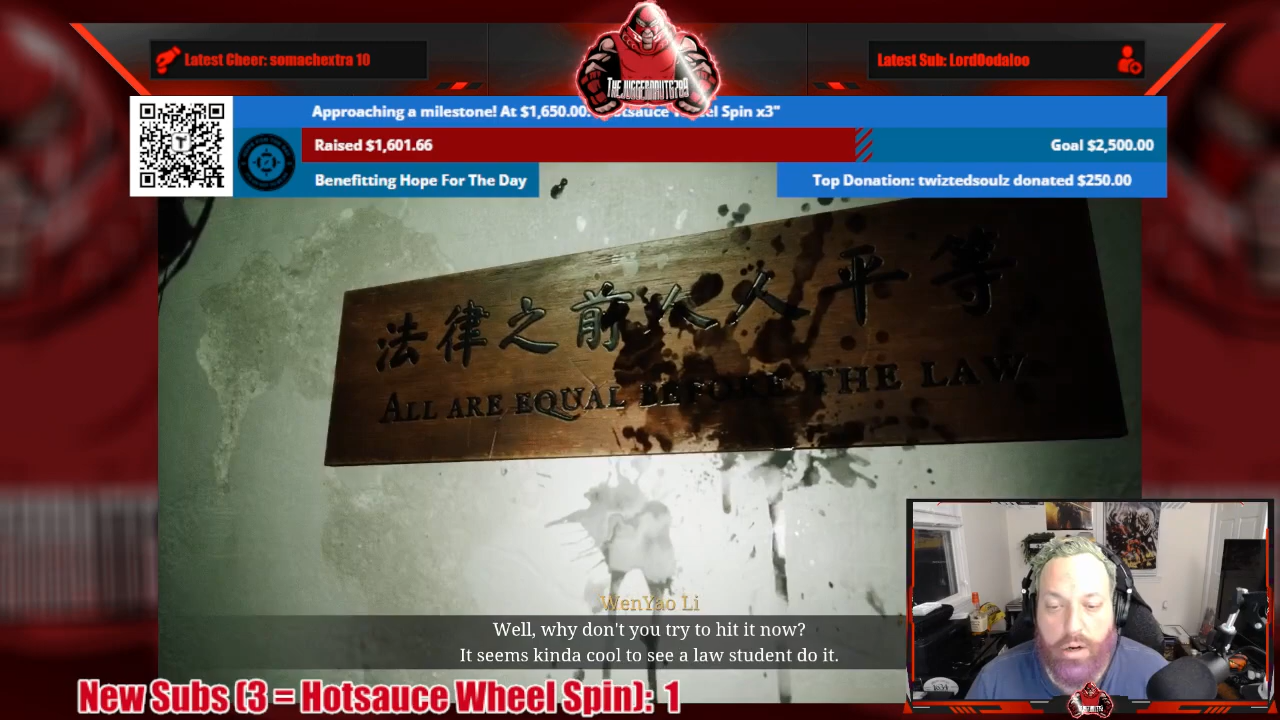 Latest Cheer: somachextra 10
THEJUGGERNAUT6789
Latest Sub: LordOodaloo
Approaching a milestone! At $1,650.00: Spin x3"
Raised $1,601.66
Goal $2,500.00
Benefitting Hope For The Day
Top Donation: twiztedsoulz donated $250.00
法律之前人人平等
ALL ARE EQUAL BEFORE THE LAW
WenYao Li
Well, why don't you try to hit it now?
It seems kinda cool to see a law student do it.
New Subs (3 = Hotsauce Wheel Spin): 1